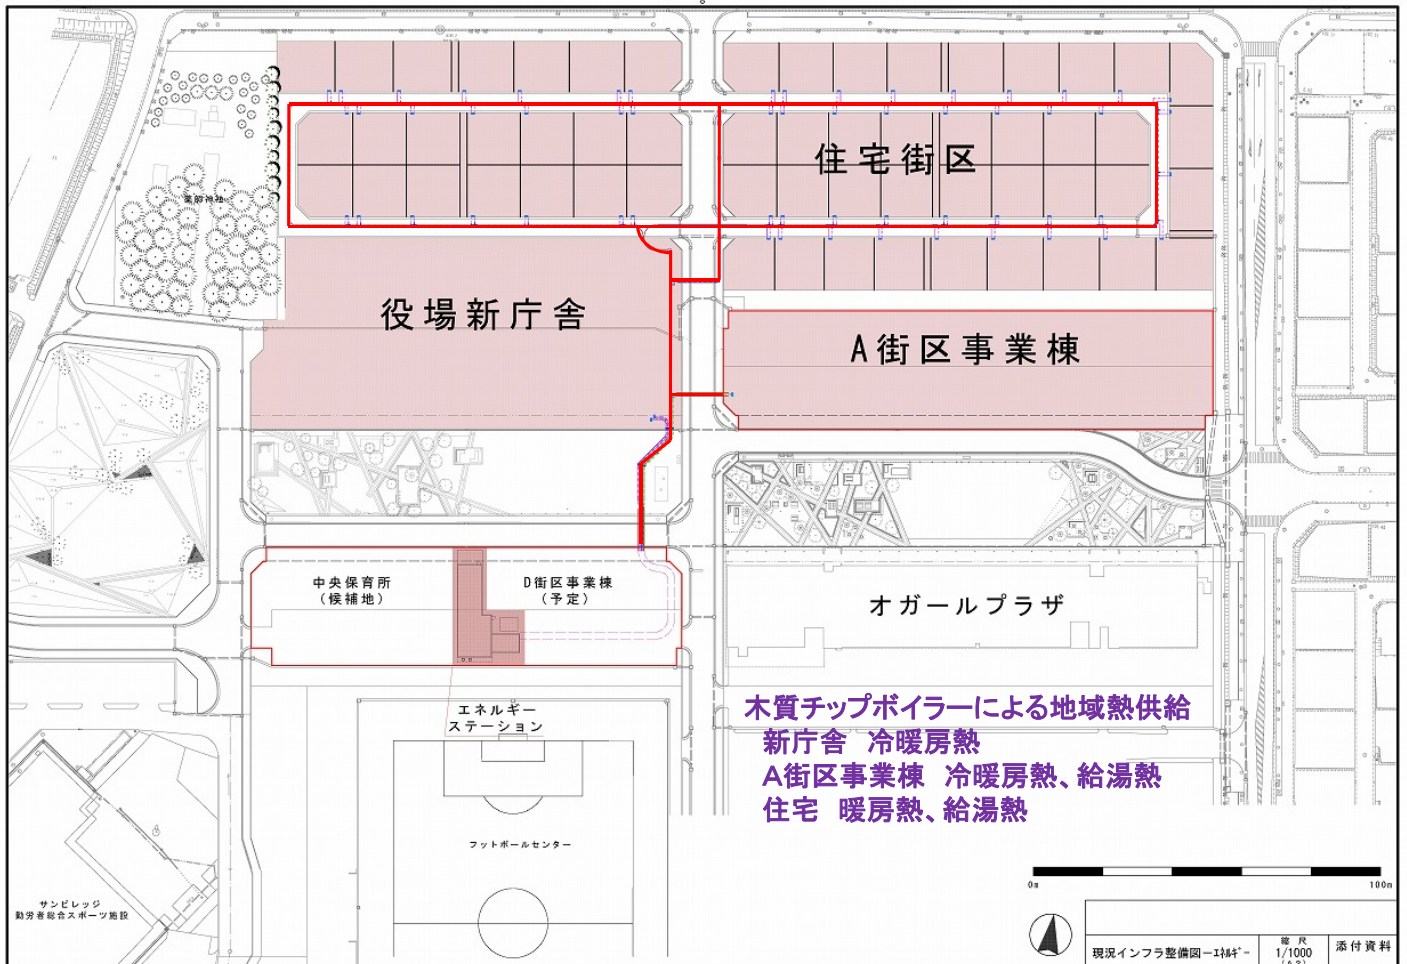 薬師神社
住宅街区
役場新庁舎
A街区事業棟
中央保育所
(候補地)
D街区事業棟
(予定)
オガールプラザ
エネルギー
ステーション
木質チップボイラーによる地域熱供給
新庁舎 冷暖房熱
A街区事業棟 冷暖房熱、給湯熱
住宅 暖房熱、給湯熱
フットボールセンター
サンビレッジ
勤労者総合スポーツ施設
0m 100m
現況インフラ整備図-エネルギー
縮尺
1/1000
(A3)
添付資料